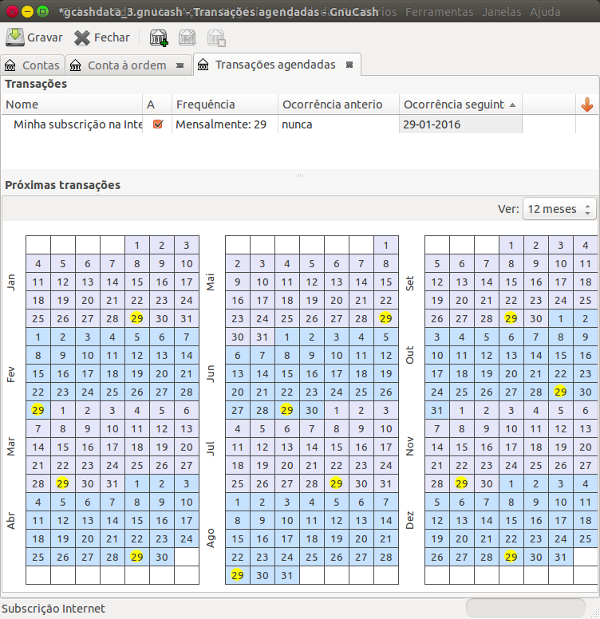 *gcashdata_3.gnucash - Transações agendadas - GnuCash
Ferramentas Janelas Ajuda
Gravar Fechar
Contas Conta à ordem Transações agendadas
Transações
Nome A Frequência Ocorrência anterio Ocorrência seguint
Minha subscrição na Inte Mensalmente: 29 nunca 29-01-2016
Próximas transações
Ver: 12 meses
Jan
1 2 3
4 5 6 7 8 9 10
11 12 13 14 15 16 17
18 19 20 21 22 23 24
25 26 27 28 29 30 31
Fev
1 2 3 4 5 6 7
8 9 10 11 12 13 14
15 16 17 18 19 20 21
22 23 24 25 26 27 28
29 1 2 3 4 5 6
Mar
7 8 9 10 11 12 13
14 15 16 17 18 19 20
21 22 23 24 25 26 27
28 29 30 31 1 2 3
Abr
4 5 6 7 8 9 10
11 12 13 14 15 16 17
18 19 20 21 22 23 24
25 26 27 28 29 30
Mai
1
2 3 4 5 6 7 8
9 10 11 12 13 14 15
16 17 18 19 20 21 22
23 24 25 26 27 28 29
30 31 1 2 3 4 5
Jun
6 7 8 9 10 11 12
13 14 15 16 17 18 19
20 21 22 23 24 25 26
27 28 29 30 1 2 3
Jul
4 5 6 7 8 9 10
11 12 13 14 15 16 17
18 19 20 21 22 23 24
25 26 27 28 29 30 31
Ago
1 2 3 4 5 6 7
8 9 10 11 12 13 14
15 16 17 18 19 20 21
22 23 24 25 26 27 28
29 30 31
Set
1 2 3 4
5 6 7 8 9 10 11
12 13 14 15 16 17 18
19 20 21 22 23 24 25
26 27 28 29 30 1 2
Out
3 4 5 6 7 8 9
10 11 12 13 14 15 16
17 18 19 20 21 22 23
24 25 26 27 28 29 30
31 1 2 3 4 5 6
Nov
7 8 9 10 11 12 13
14 15 16 17 18 19 20
21 22 23 24 25 26 27
28 29 30 1 2 3 4
Dez
5 6 7 8 9 10 11
12 13 14 15 16 17 18
19 20 21 22 23 24 25
26 27 28 29 30 31
Subscrição Internet